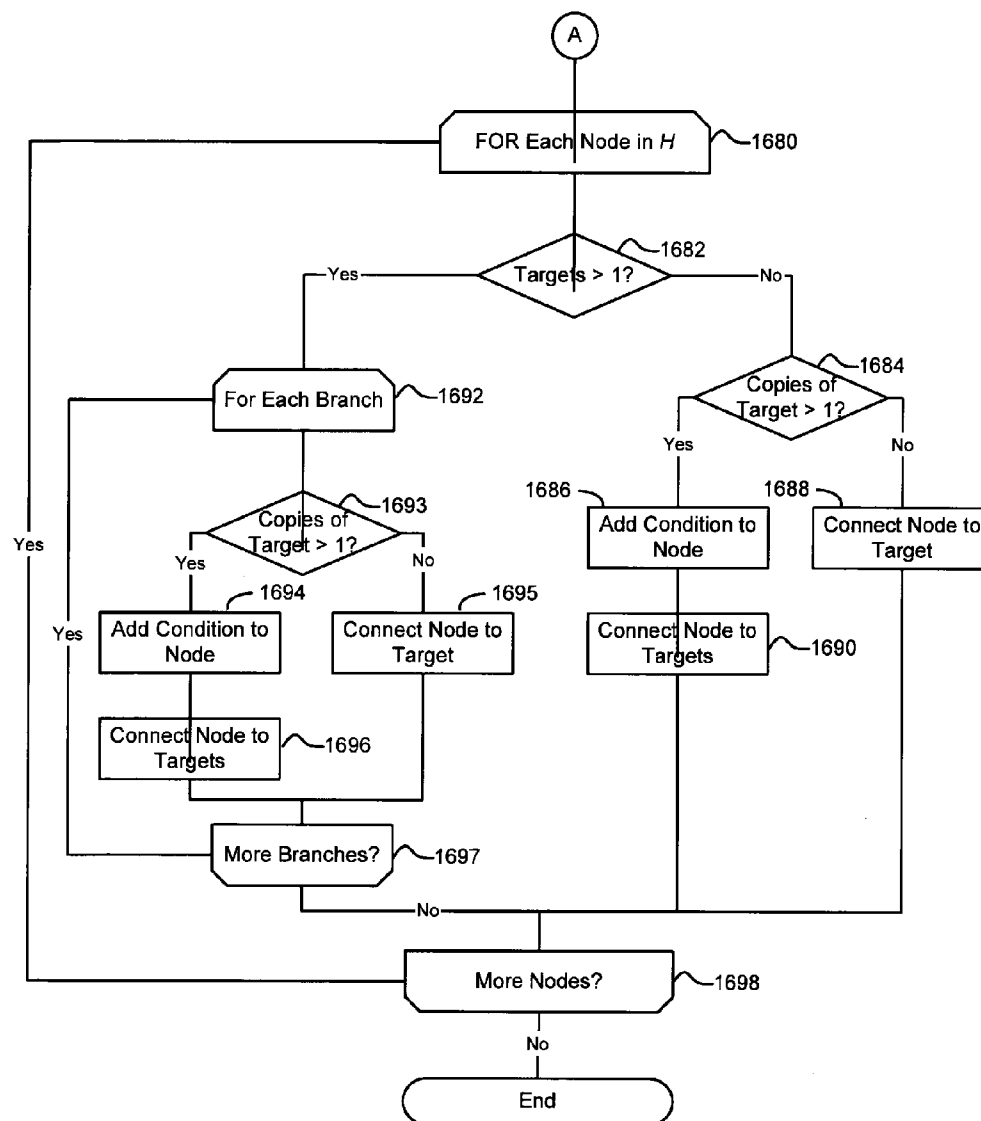 A
FOR Each Node in H
1680
Targets > 1?
1682
Yes
No
For Each Branch
1692
Copies of
Target > 1?
1684
Yes
No
Copies of
Target > 1?
1693
Yes
No
1686
Add Condition to
Node
1688
Connect Node to
Target
Yes
Yes
1694
Add Condition to
Node
1695
Connect Node to
Target
Connect Node to
Targets
1690
Connect Node to
Targets
1696
More Branches?
1697
No
More Nodes?
1698
No
End